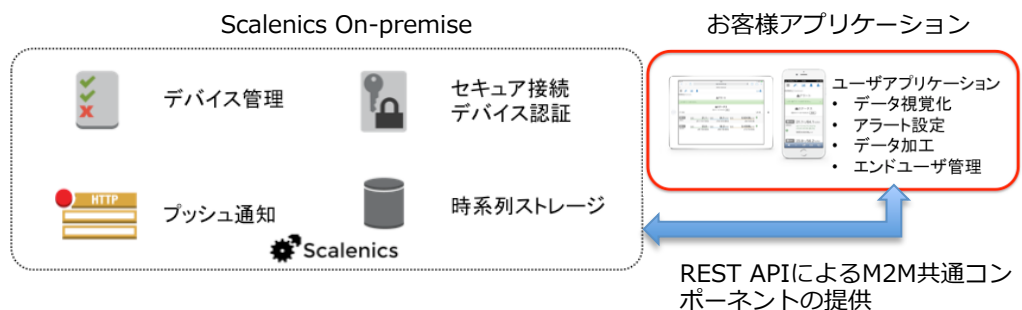 Scalenics On-premise
お客様アプリケーション
デバイス管理
セキュア接続
デバイス認証
HTTP
プッシュ通知
時系列ストレージ
Scalenics
ユーザアプリケーション
• データ視覚化
• アラート設定
• データ加工
• エンドユーザ管理
REST APIによるM2M共通コン
ポーネントの提供